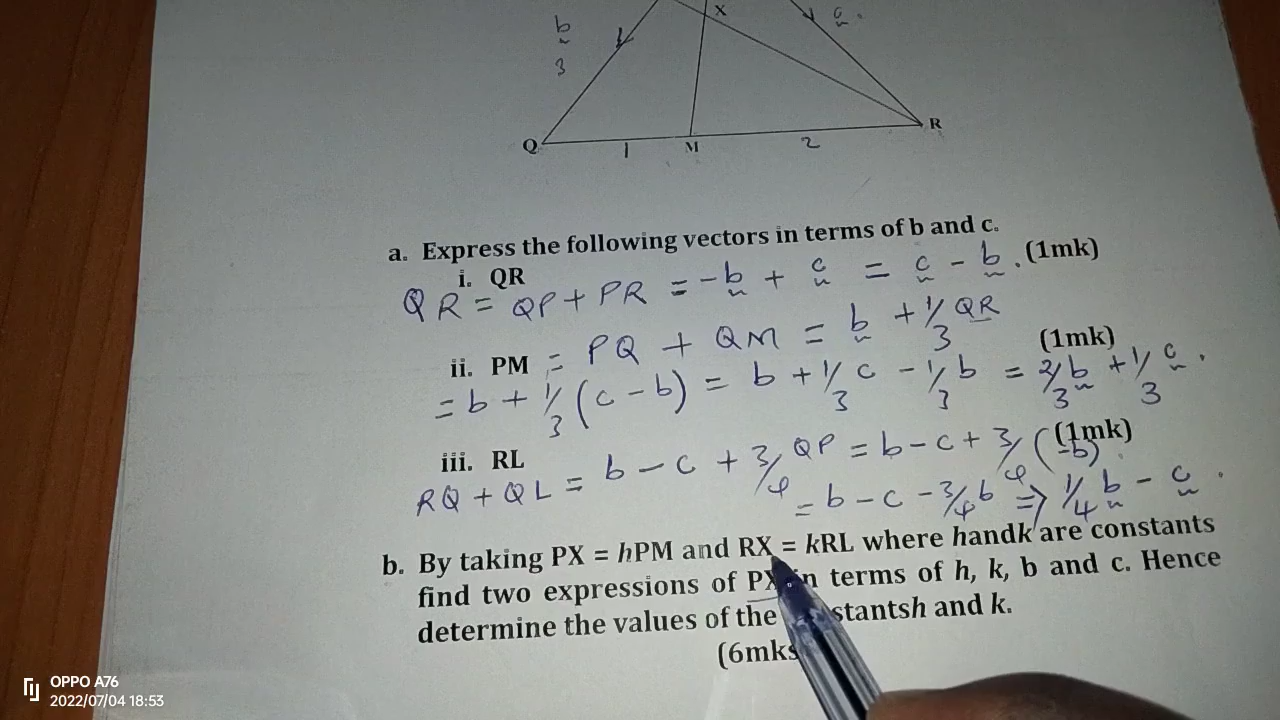 b
X
c.
3
Q
1
M
2
R
a. Express the following vectors in terms of b and c.
i. QR
(1mk)
QR = QP + PR = -b + c = c - b.
ii. PM = PQ + QM = b + 1/3 QR
(1mk)
= b + 1/3 (c - b) = b + 1/3 c - 1/3 b = 2/3 b + 1/3 c.
iii. RL
(1mk)
RQ + QL = b - c + 3/4 QP = b - c + 3/4 (-b)
= b - c - 3/4 b => 1/4 b - c.
b. By taking PX = hPM and RX = kRL where handk are constants
find two expressions of PX in terms of h, k, b and c. Hence
determine the values of the constantsh and k.
(6mks
OPPO A76
2022/07/04 18:53